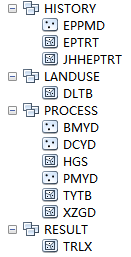 HISTORY
EPPMD
EPTRT
JHHEPTRT
LANDUSE
DLTB
PROCESS
BMYD
DCYD
HGS
PMYD
TYTB
XZGD
RESULT
TRLX